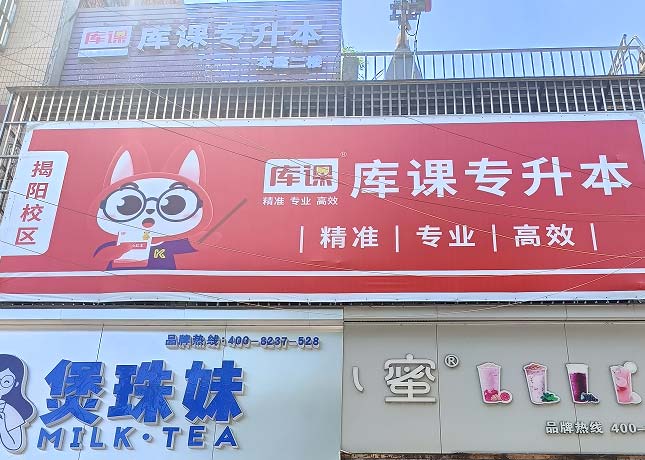 库课 库课专升本
本座二楼
揭阳校区
库课® 库课专升本
精准 专业 高效
| 精准 | 专业 | 高效 |
K
品牌热线:400-8237-528
煲珠妹
MILK·TEA
蜜®
品牌热线 400-